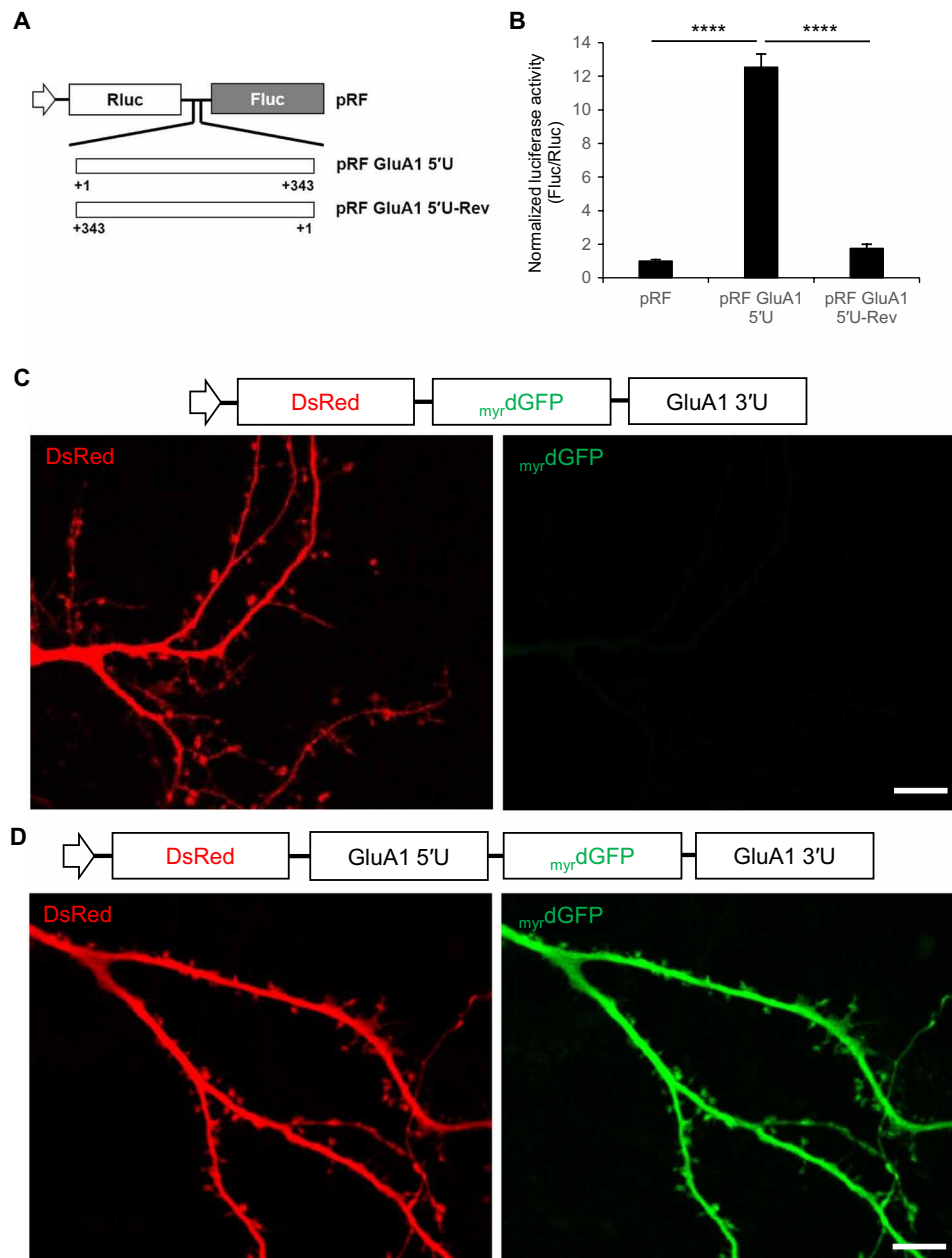 A
Rluc
Fluc
pRF
pRF GluA1 5′U
+1
+343
pRF GluA1 5′U-Rev
+343
+1
B
****
****
Normalized luciferase activity
(Fluc/Rluc)
14
12
10
8
6
4
2
0
pRF
pRF GluA1
5′U
pRF GluA1
5′U-Rev
C
DsRed
myrdGFP
GluA1 3′U
DsRed
myrdGFP
D
DsRed
GluA1 5′U
myrdGFP
GluA1 3′U
DsRed
myrdGFP